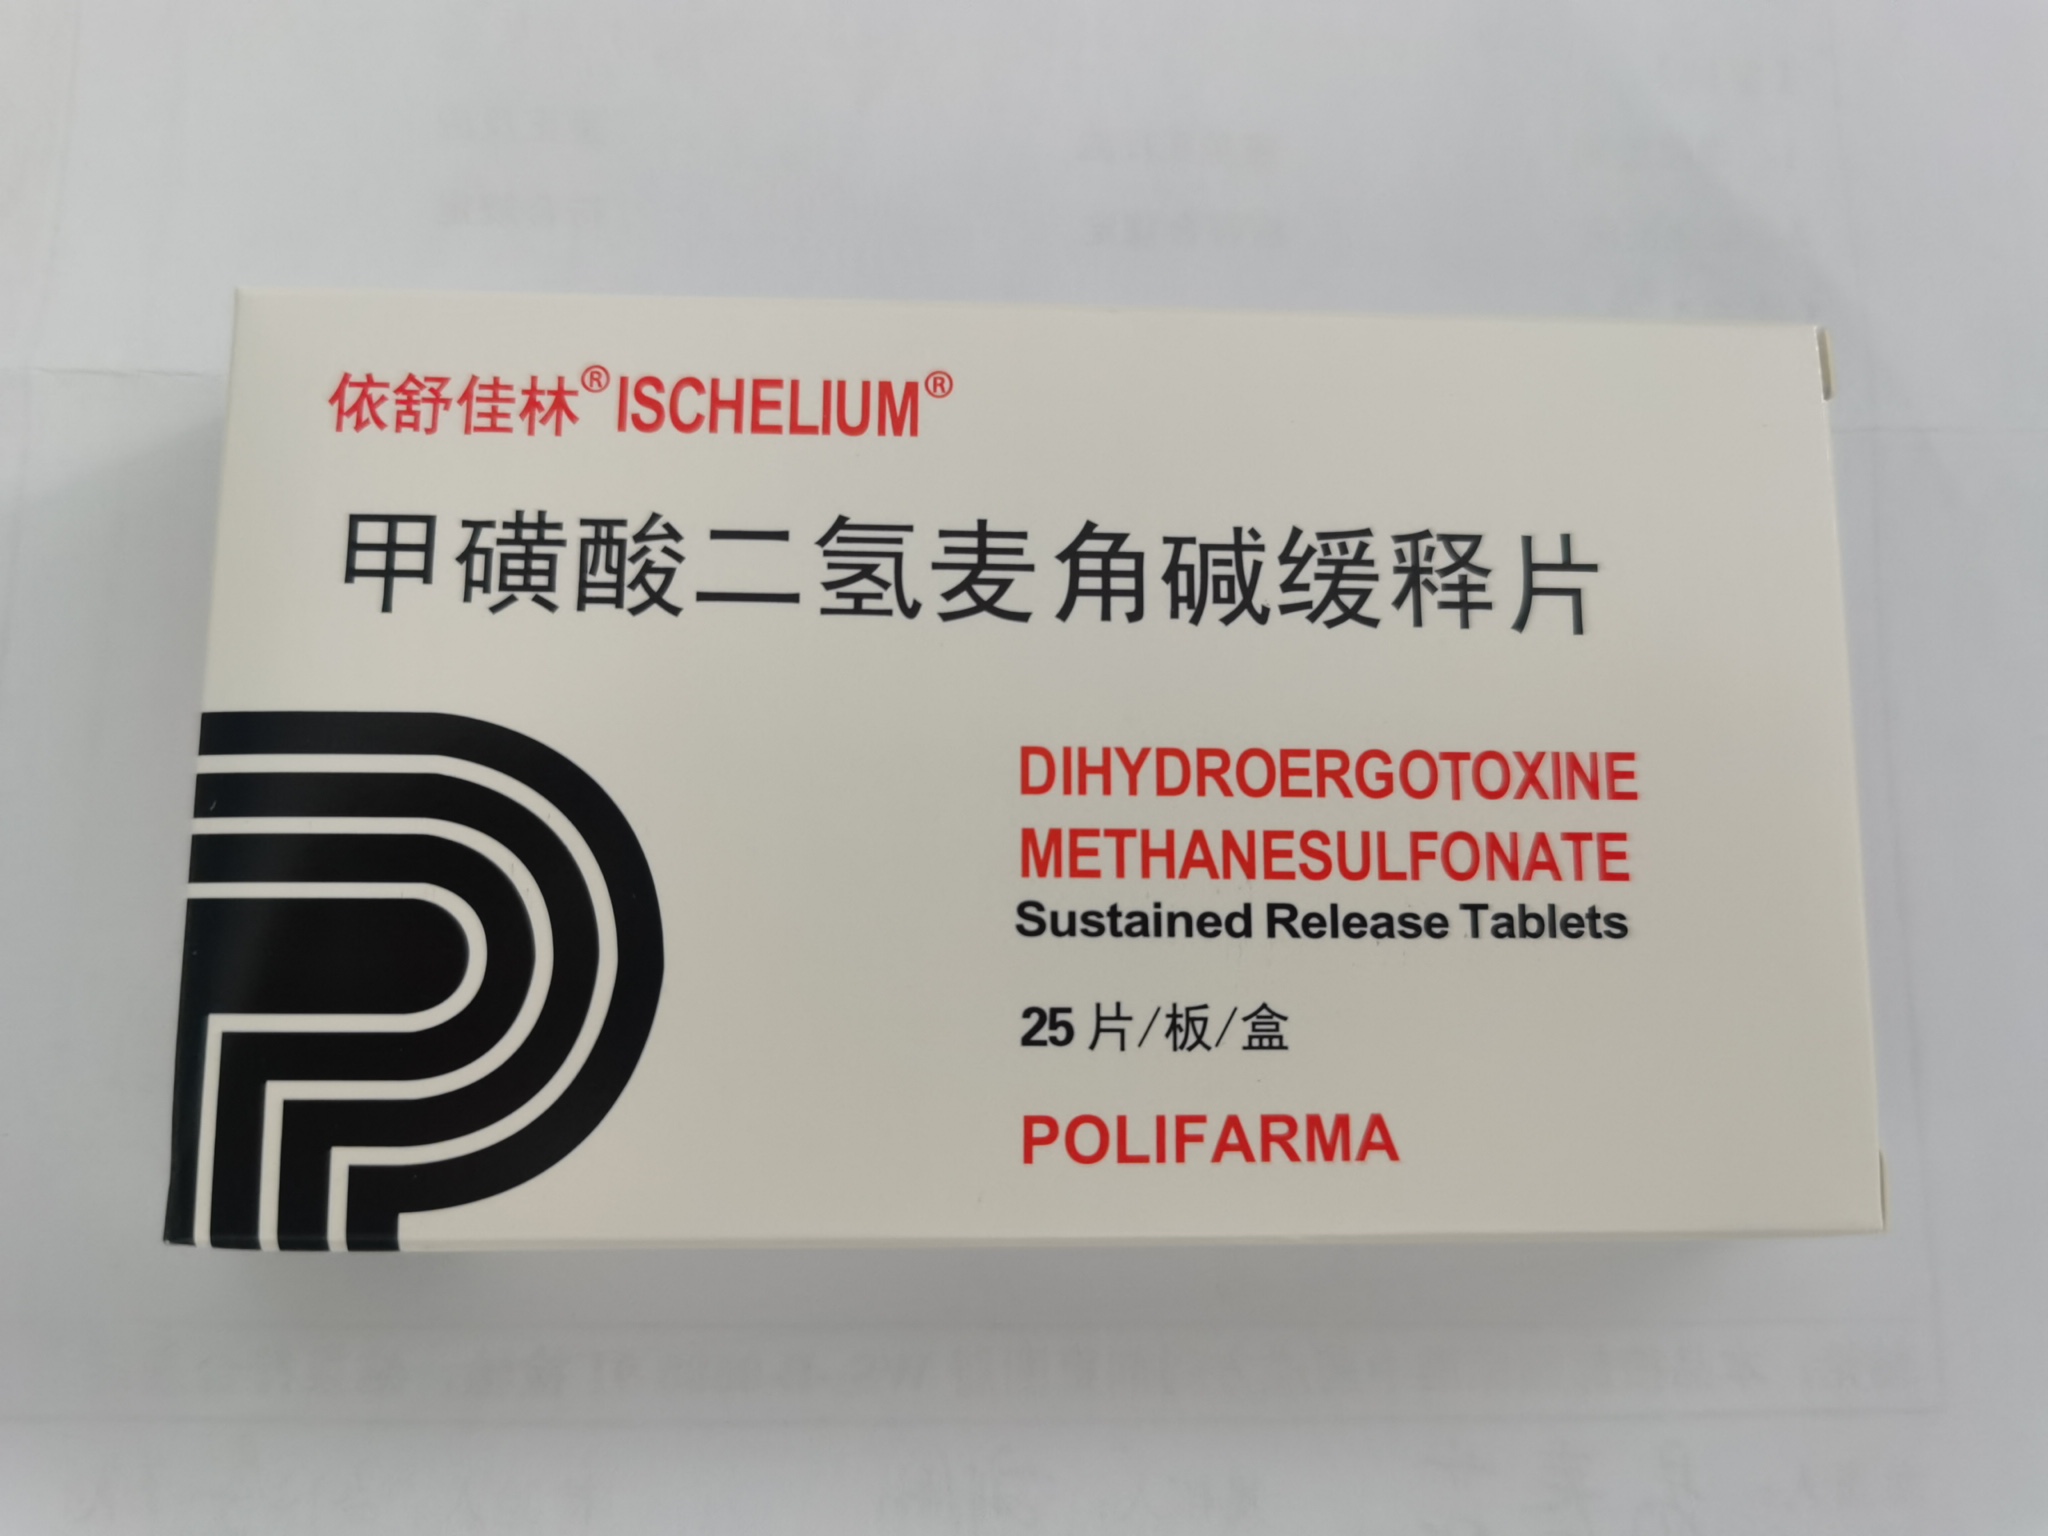 依舒佳林®ISCHELIUM®
甲磺酸二氢麦角碱缓释片
DIHYDROERGOTOXINE
METHANESULFONATE
Sustained Release Tablets
25片/板/盒
POLIFARMA